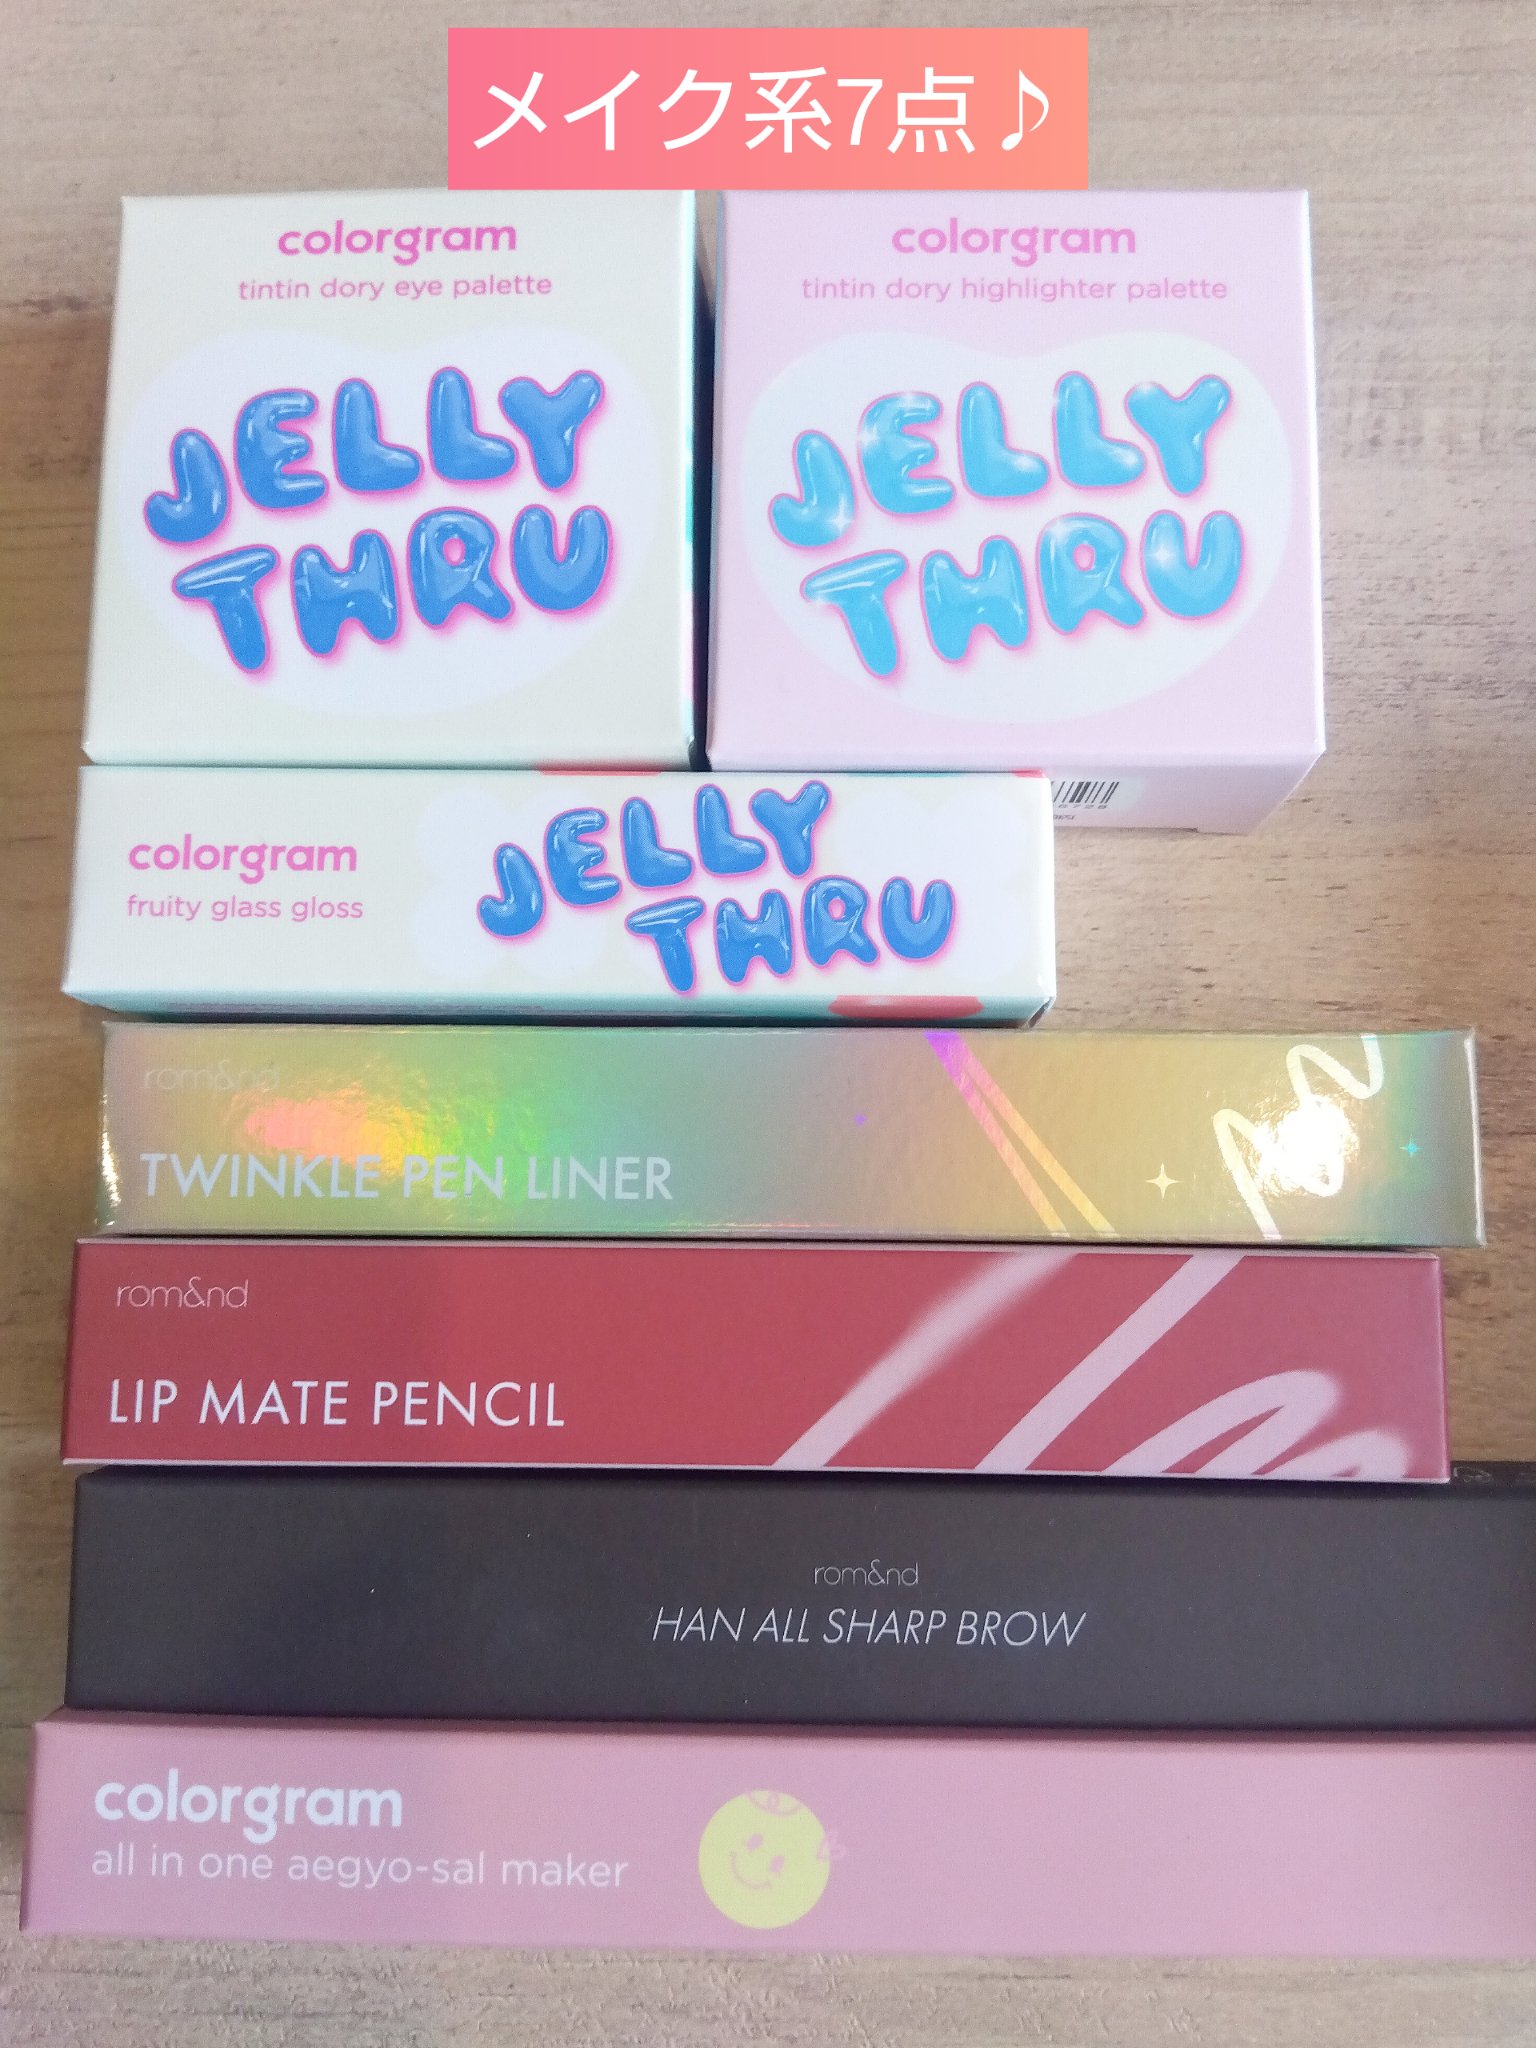 メイク系7点♪
colorgram
tintin dory eye palette
JELLY
THRU
colorgram
tintin dory highlighter palette
JELLY
THRU
colorgram
fruity glass gloss
JELLY
THRU
rom&nd
TWINKLE PEN LINER
rom&nd
LIP MATE PENCIL
rom&nd
HAN ALL SHARP BROW
colorgram
all in one aegyo-sal maker